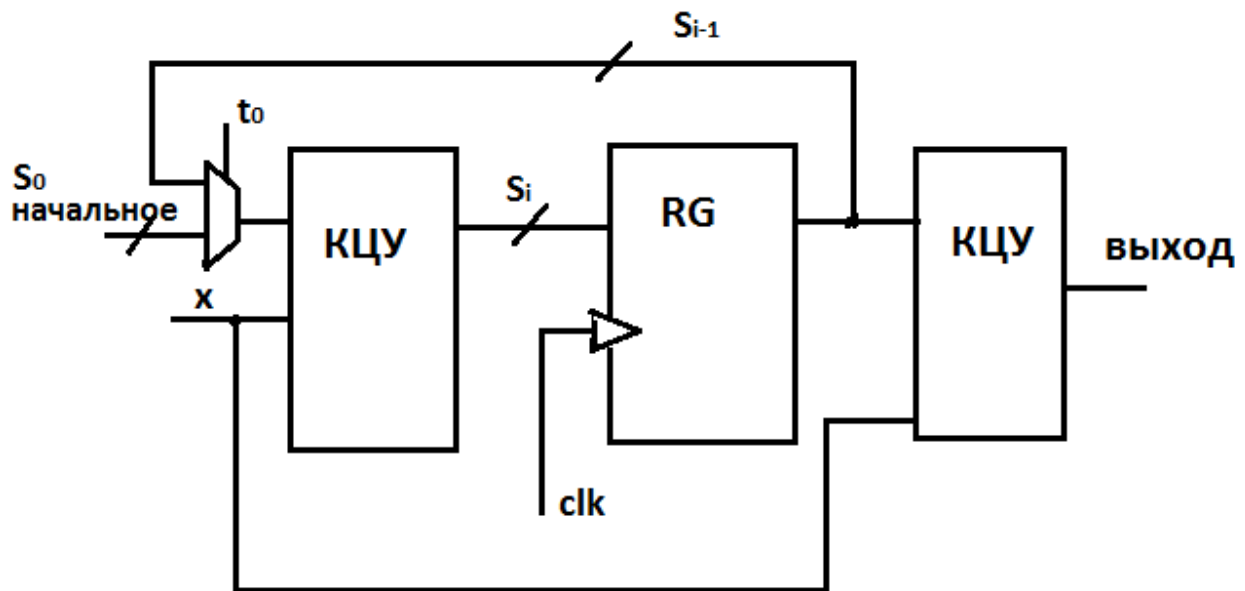 Si-1
t0
S0
начальное
Si
RG
КЦУ
КЦУ
выход
x
clk